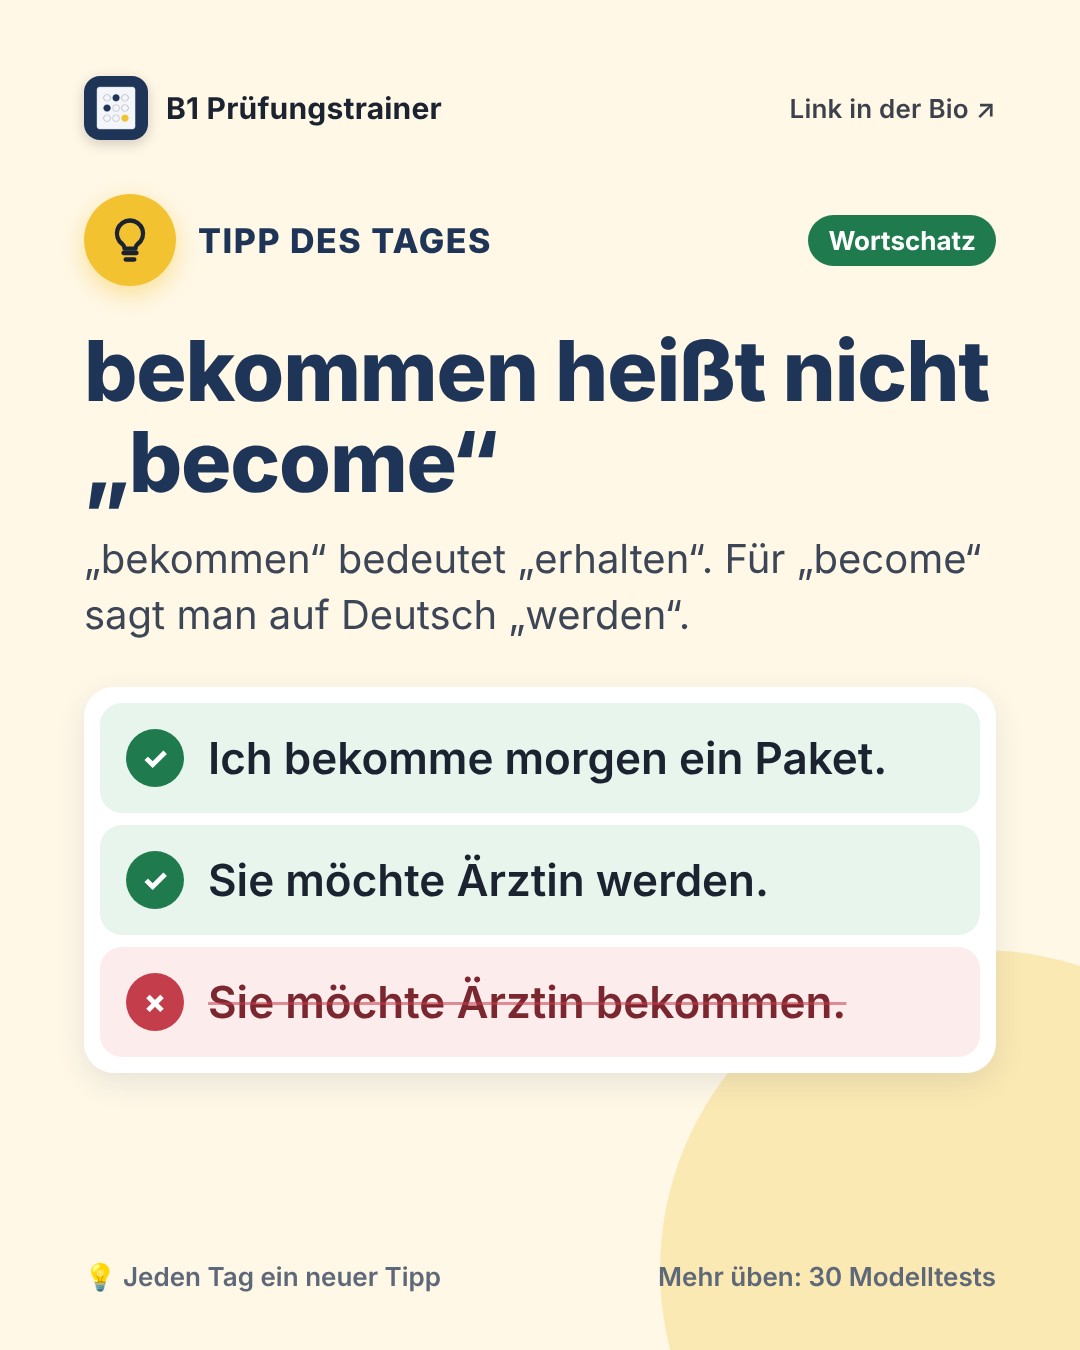 B1 Prüfungstrainer
Link in der Bio ↗
TIPP DES TAGES
Wortschatz
bekommen heißt nicht
„become“
„bekommen“ bedeutet „erhalten“. Für „become“
sagt man auf Deutsch „werden“.
Ich bekomme morgen ein Paket.
Sie möchte Ärztin werden.
Sie möchte Ärztin bekommen.
💡 Jeden Tag ein neuer Tipp
Mehr üben: 30 Modelltests